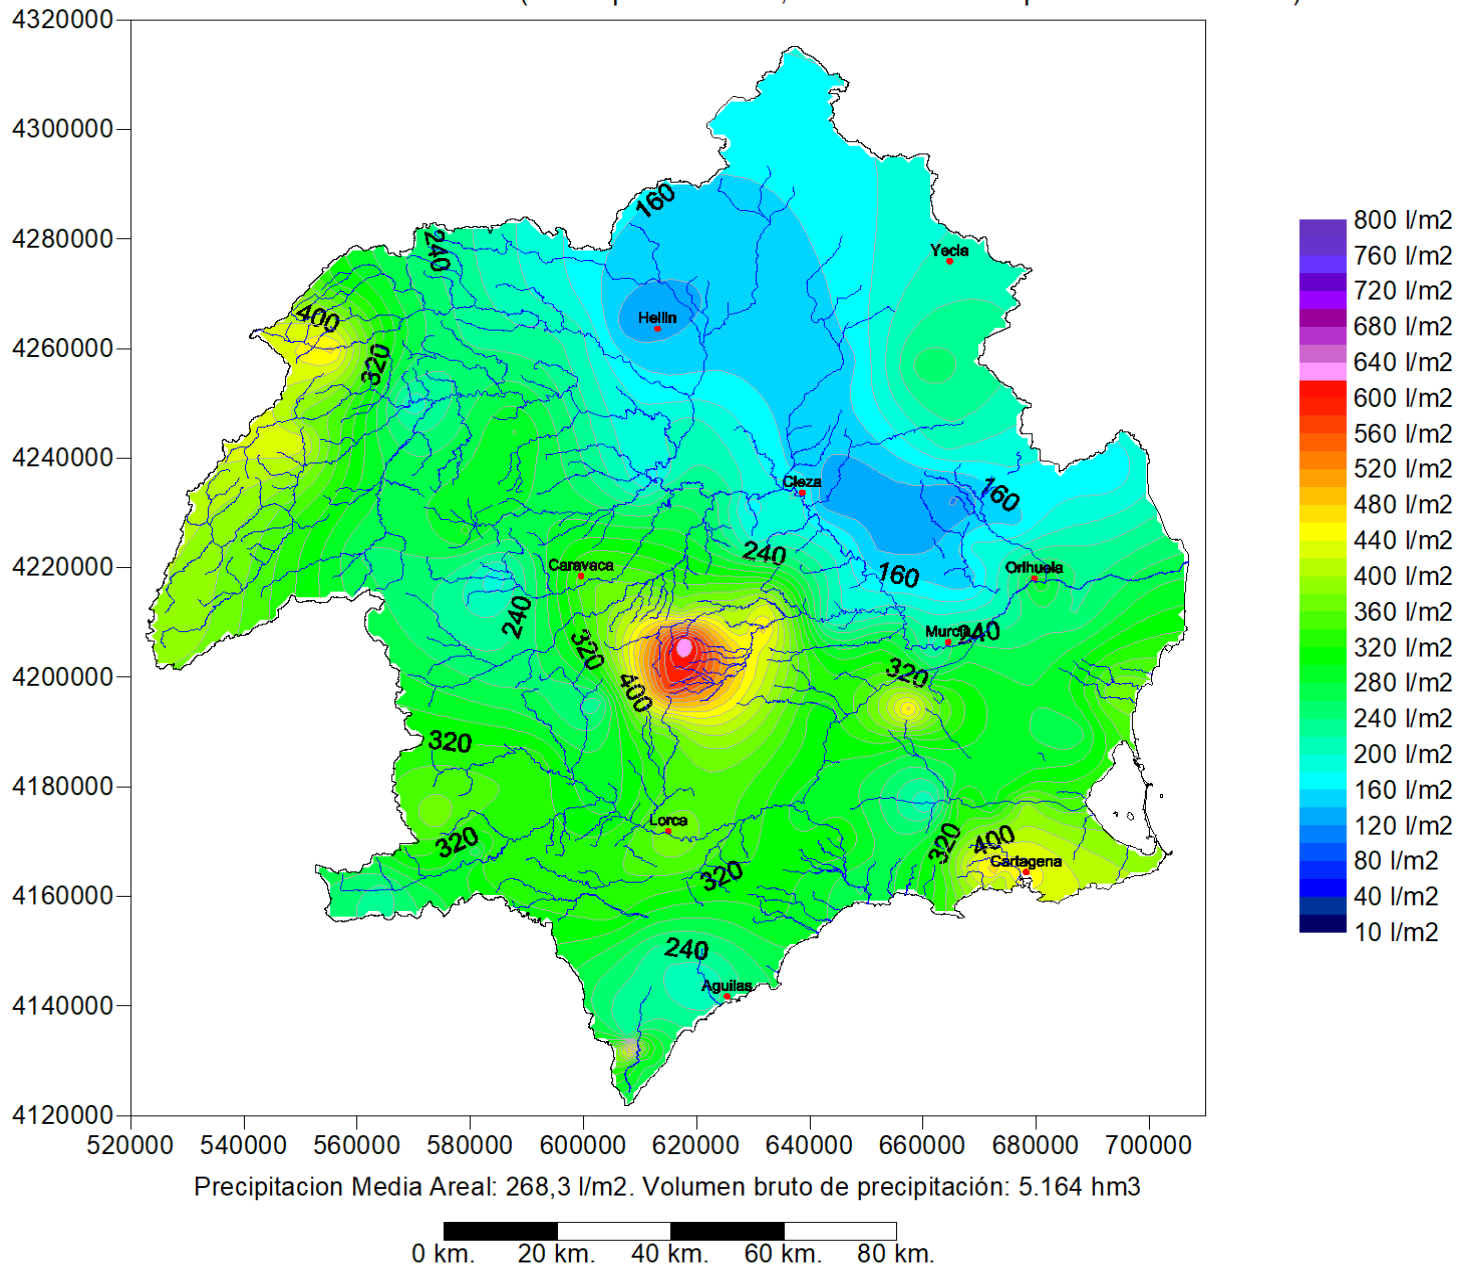 4320000
4300000
4280000
4260000
4240000
4220000
4200000
4180000
4160000
4140000
4120000
520000 540000 560000 580000 600000 620000 640000 660000 680000 700000
160
240
Yecla
400
Hellin
320
160
Cieza
240
Caravaca
160
Orihuela
240
Murcia
240
320
320
400
320
Lorca
320
320
400
320
Cartagena
240
Aguilas
800 l/m2
760 l/m2
720 l/m2
680 l/m2
640 l/m2
600 l/m2
560 l/m2
520 l/m2
480 l/m2
440 l/m2
400 l/m2
360 l/m2
320 l/m2
280 l/m2
240 l/m2
200 l/m2
160 l/m2
120 l/m2
80 l/m2
40 l/m2
10 l/m2
Precipitacion Media Areal: 268,3 l/m2. Volumen bruto de precipitación: 5.164 hm3
0 km. 20 km. 40 km. 60 km. 80 km.